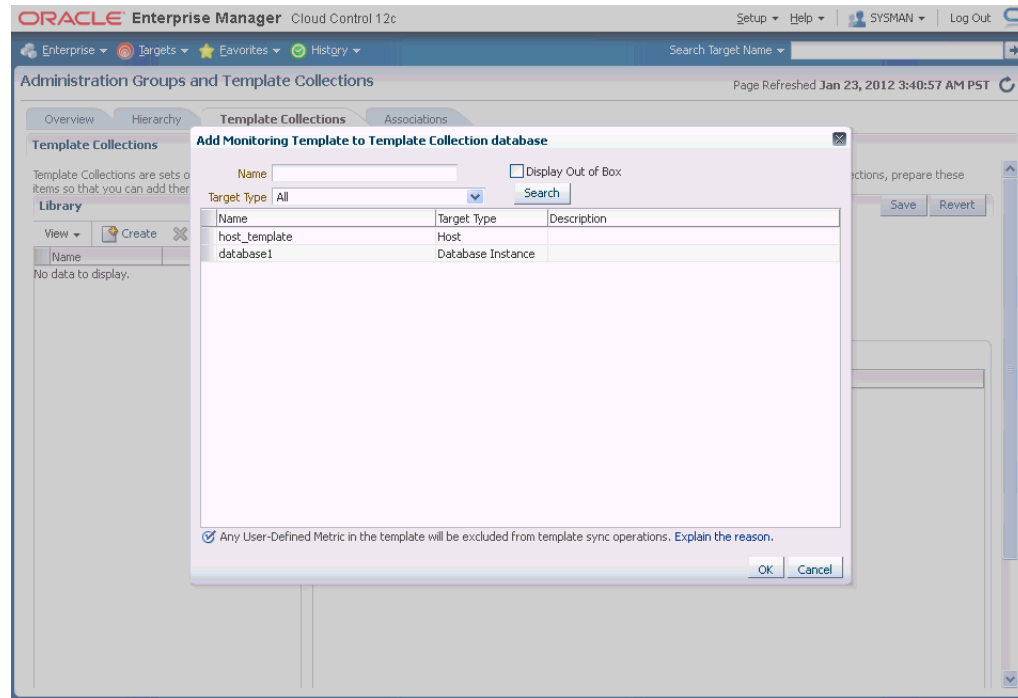 ORACLE Enterprise Manager Cloud Control 12c
Setup Help SYSMAN Log Out
Enterprise Targets Favorites History Search Target Name
Administration Groups and Template Collections
Page Refreshed Jan 23, 2012 3:40:57 AM PST
Overview Hierarchy Template Collections Associations
Template Collections
Template Collections are sets o
ections, prepare these
items so that you can add ther
Library
Save Revert
View Create
Name
No data to display.
Add Monitoring Template to Template Collection database
Name
Display Out of Box
Target Type All
Search
Name Target Type Description
host_template Host
database1 Database Instance
Any User-Defined Metric in the template will be excluded from template sync operations. Explain the reason.
OK Cancel